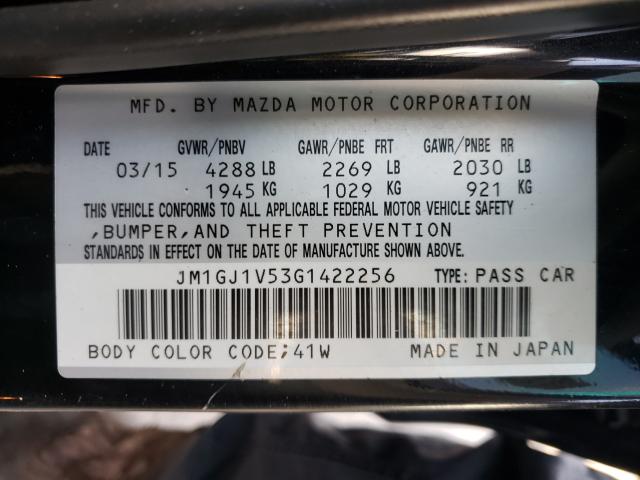 MFD. BY MAZDA MOTOR CORPORATION
DATE GVWR/PNBV GAWR/PNBE FRT GAWR/PNBE RR
03/15 4288 LB 2269 LB 2030 LB
1945 KG 1029 KG 921 KG
THIS VEHICLE CONFORMS TO ALL APPLICABLE FEDERAL MOTOR VEHICLE SAFETY
,BUMPER,AND THEFT PREVENTION
STANDARDS IN EFFECT ON THE DATE OF MANUFACTURE SHOWN ABOVE.
JM1GJ1V53G1422256 TYPE: PASS CAR
BODY COLOR CODE;41W MADE IN JAPAN